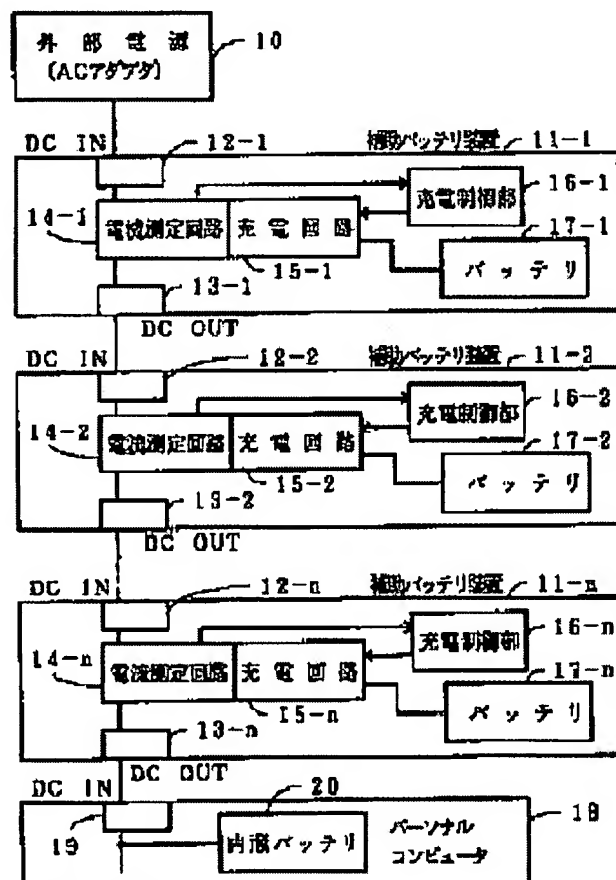 外部電源
(ACアダプタ)
10
DC IN
12-1
補助バッテリ装置
11-1
14-1
電流測定回路
充電回路
充電制御部
16-1
15-1
17-1
バッテリ
13-1
DC OUT
DC IN
12-2
補助バッテリ装置
11-2
14-2
電流測定回路
充電回路
充電制御部
16-2
15-2
17-2
バッテリ
13-2
DC OUT
DC IN
12-n
補助バッテリ装置
11-n
14-n
電流測定回路
充電回路
充電制御部
16-n
15-n
17-n
バッテリ
13-n
DC OUT
DC IN
20
18
19
内蔵バッテリ
パーソナル
コンピュータ